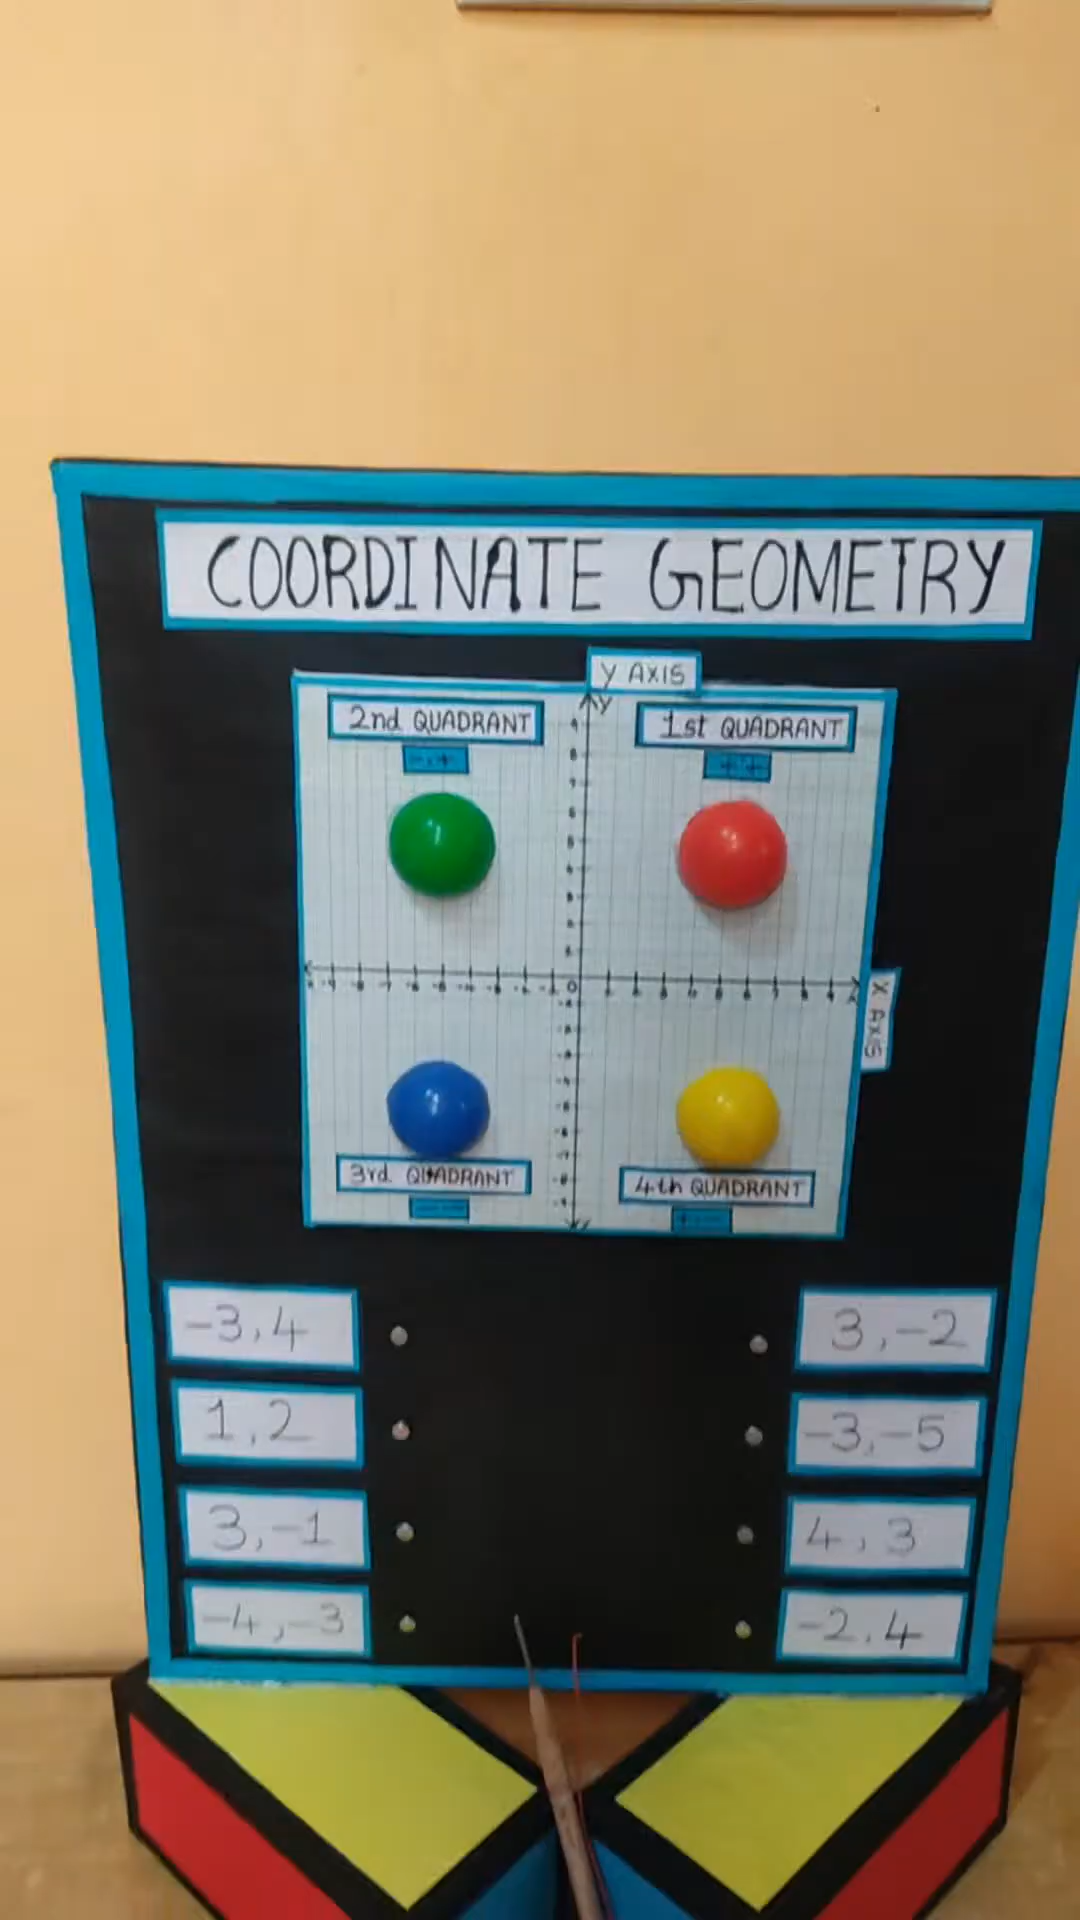 COORDINATE GEOMETRY
Y AXIS
Y
2nd QUADRANT
1st QUADRANT
-,+
+,+
X AXIS
3rd QUADRANT
4th QUADRANT
-3,4
3,-2
1,2
-3,-5
3,-1
4,3
-4,-3
-2,4